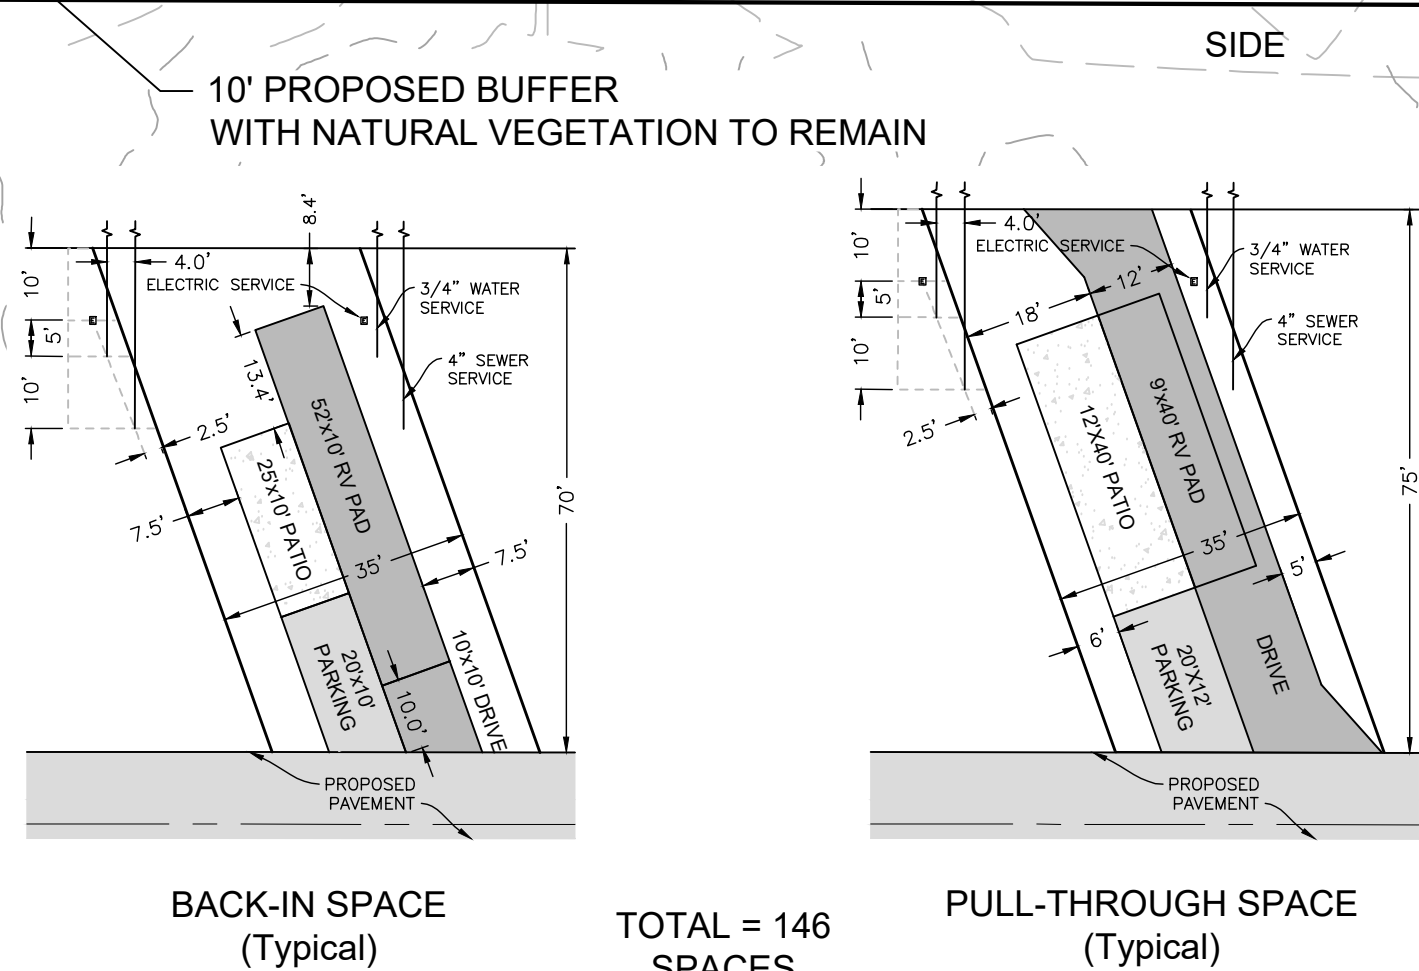 SIDE
10' PROPOSED BUFFER
WITH NATURAL VEGETATION TO REMAIN
8.4'
10'
4.0'
ELECTRIC SERVICE
3/4" WATER
SERVICE
5'
10'
4" SEWER
SERVICE
13.4'
2.5'
52'x10' RV PAD
25'x10' PATIO
7.5'
35'
7.5'
70'
20'x10'
PARKING
10'x10' DRIVE
10.0'
PROPOSED
PAVEMENT
BACK-IN SPACE
(Typical)
TOTAL = 146
SPACES
10'
4.0'
ELECTRIC SERVICE
3/4" WATER
SERVICE
12'
5'
18'
10'
4" SEWER
SERVICE
2.5'
9'x40' RV PAD
12'X40' PATIO
75'
35'
5'
6'
20'X12'
PARKING
DRIVE
PROPOSED
PAVEMENT
PULL-THROUGH SPACE
(Typical)